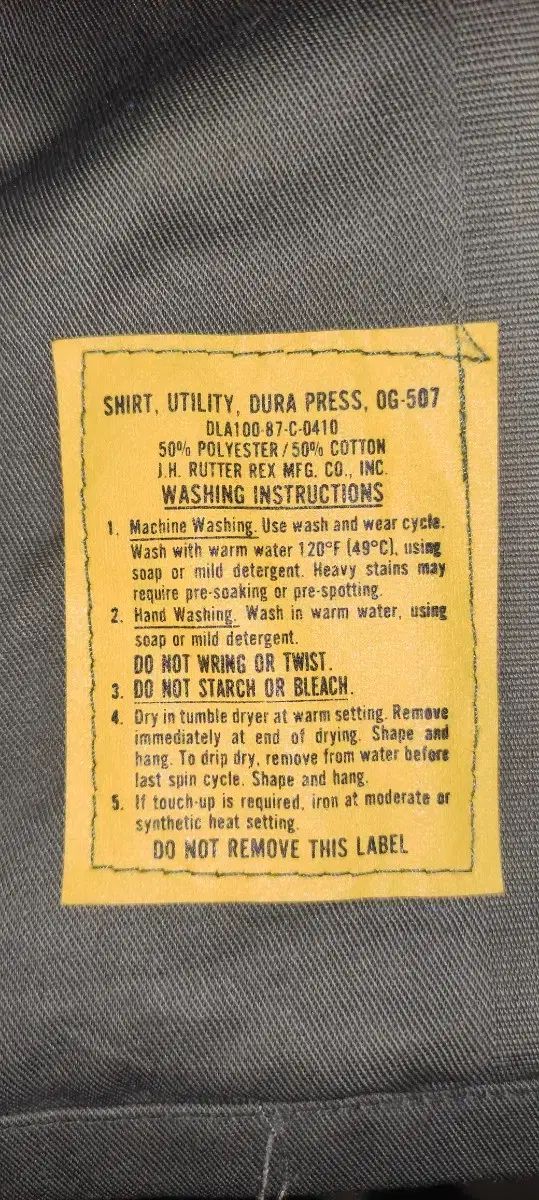 SHIRT, UTILITY, DURA PRESS, OG-507
DLA100-87-C-0410
50% POLYESTER / 50% COTTON
J.H. RUTTER REX MFG. CO., INC.
WASHING INSTRUCTIONS
1. Machine Washing. Use wash and wear cycle.
Wash with warm water 120°F (49°C), using
soap or mild detergent. Heavy stains may
require pre-soaking or pre-spotting.
2. Hand Washing. Wash in warm water, using
soap or mild detergent.
DO NOT WRING OR TWIST.
3. DO NOT STARCH OR BLEACH.
4. Dry in tumble dryer at warm setting. Remove
immediately at end of drying. Shape and
hang. To drip dry, remove from water before
last spin cycle. Shape and hang.
5. If touch-up is required, iron at moderate or
synthetic heat setting.
DO NOT REMOVE THIS LABEL